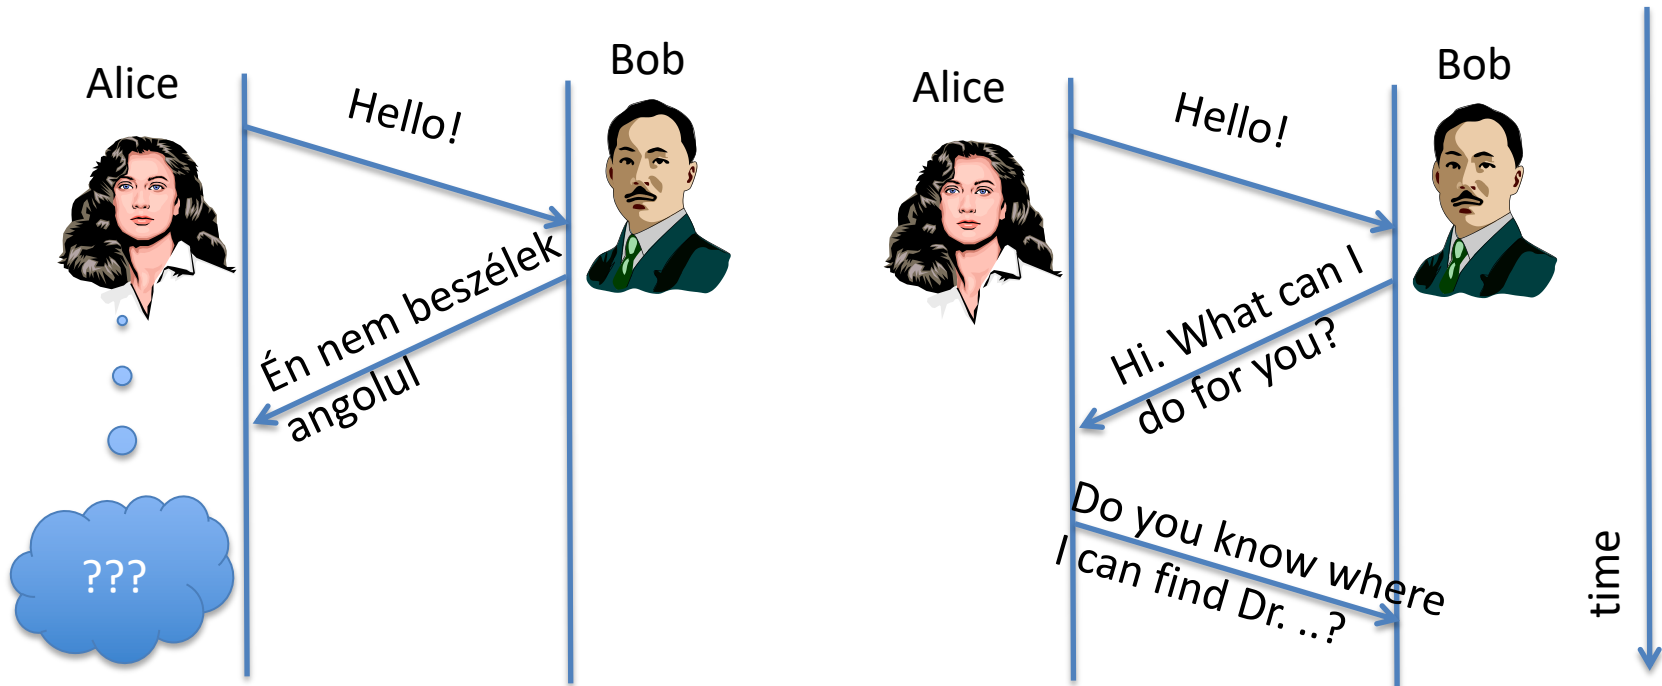 Alice
Bob
Hello!
Én nem beszélek
angolul
???
Alice
Bob
Hello!
Hi. What can I
do for you?
Do you know where
I can find Dr. ..?
time